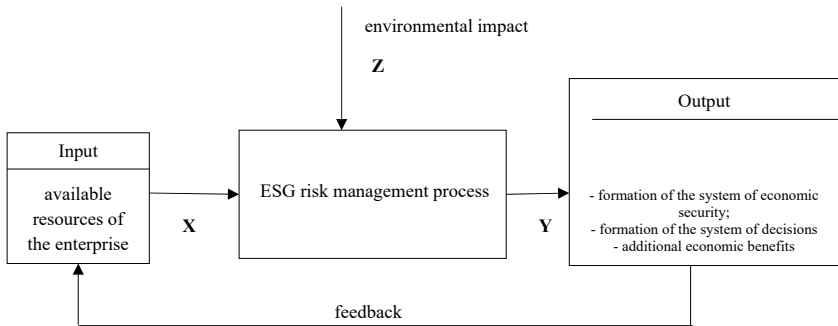 environmental impact
Z
Output
Input
ESG risk management process
available
resources of
the enterprise
X
Y
- formation of the system of economic
security;
- formation of the system of decisions
- additional economic benefits
feedback